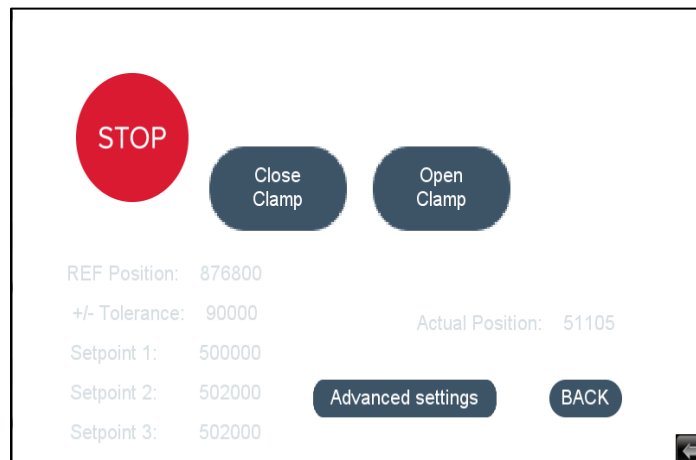 STOP
Close
Clamp
Open
Clamp
REF Position: 876800
+/- Tolerance: 90000
Actual Position: 51105
Setpoint 1: 500000
Setpoint 2: 502000
Advanced settings
BACK
Setpoint 3: 502000